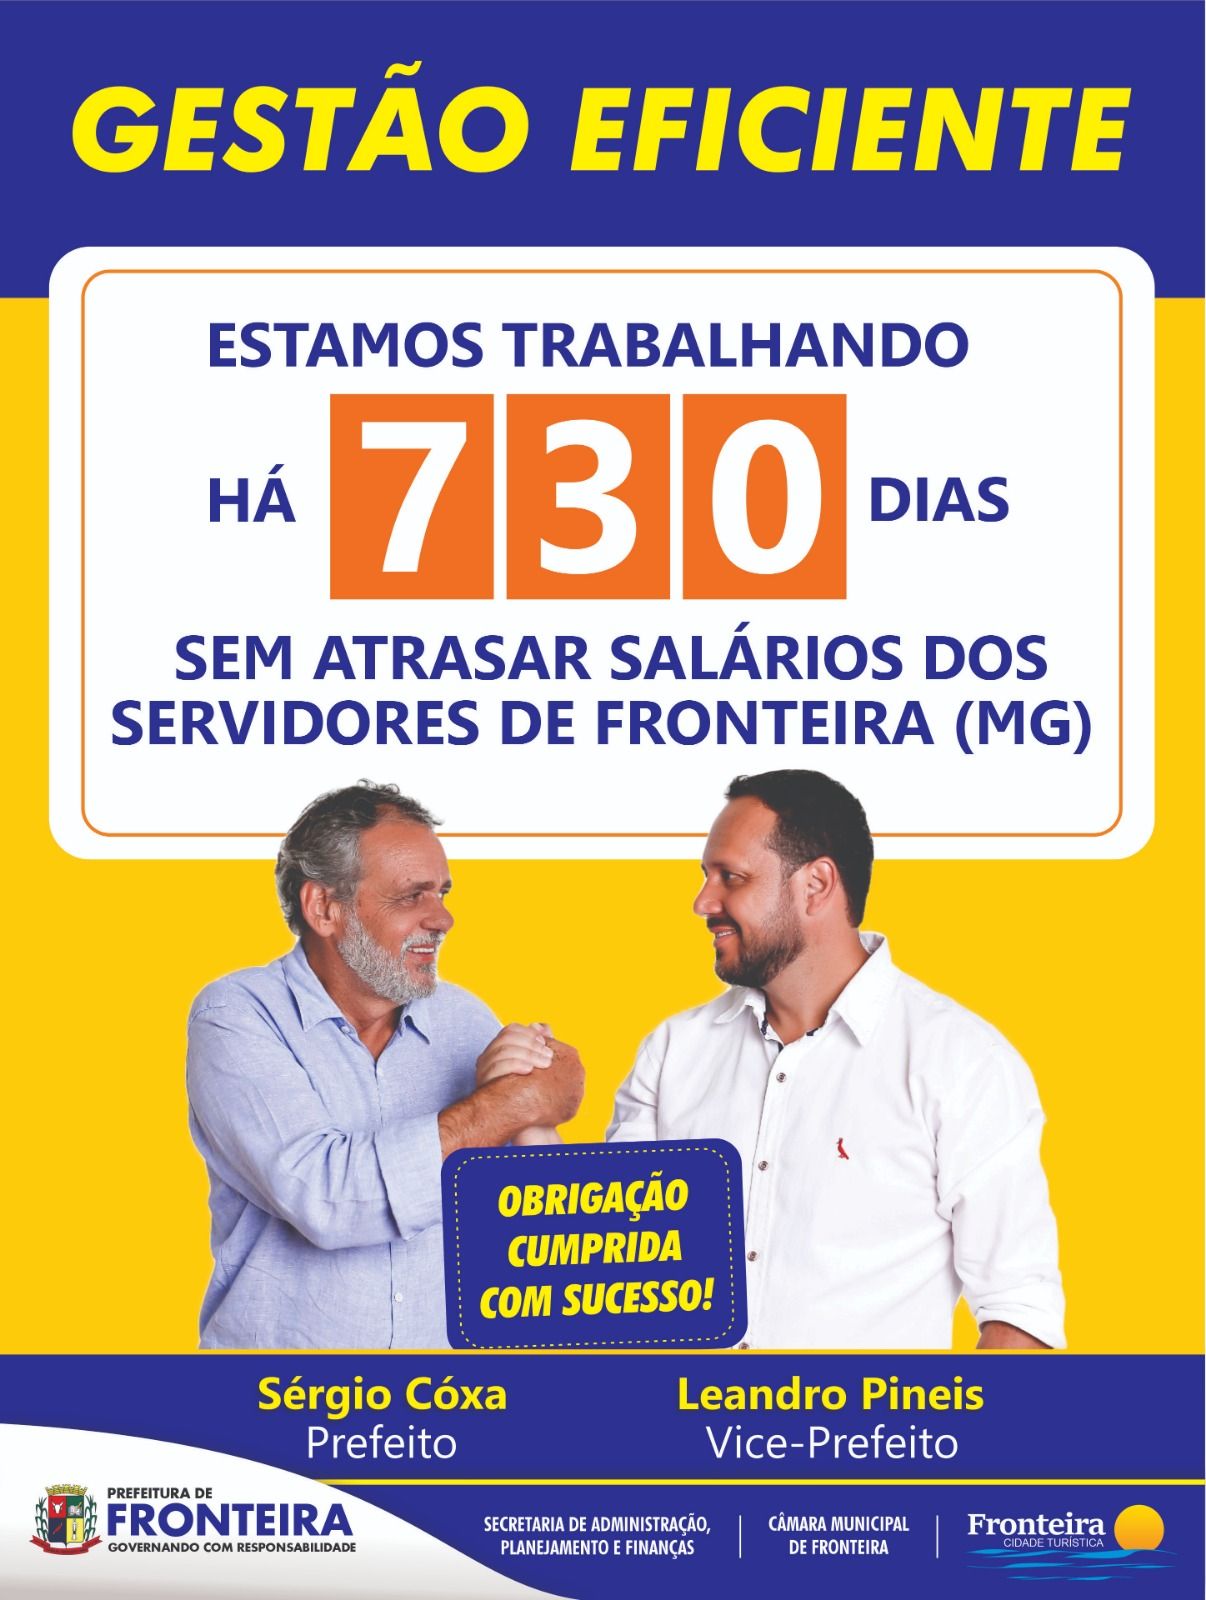 GESTÃO EFICIENTE
ESTAMOS TRABALHANDO
HÁ 730 DIAS
SEM ATRASAR SALÁRIOS DOS
SERVIDORES DE FRONTEIRA (MG)
OBRIGAÇÃO
CUMPRIDA
COM SUCESSO!
Sérgio Cóxa
Prefeito
Leandro Pineis
Vice-Prefeito
PREFEITURA DE
FRONTEIRA
GOVERNANDO COM RESPONSABILIDADE
SECRETARIA DE ADMINISTRAÇÃO,
PLANEJAMENTO E FINANÇAS
CÂMARA MUNICIPAL
DE FRONTEIRA
Fronteira
CIDADE TURÍSTICA